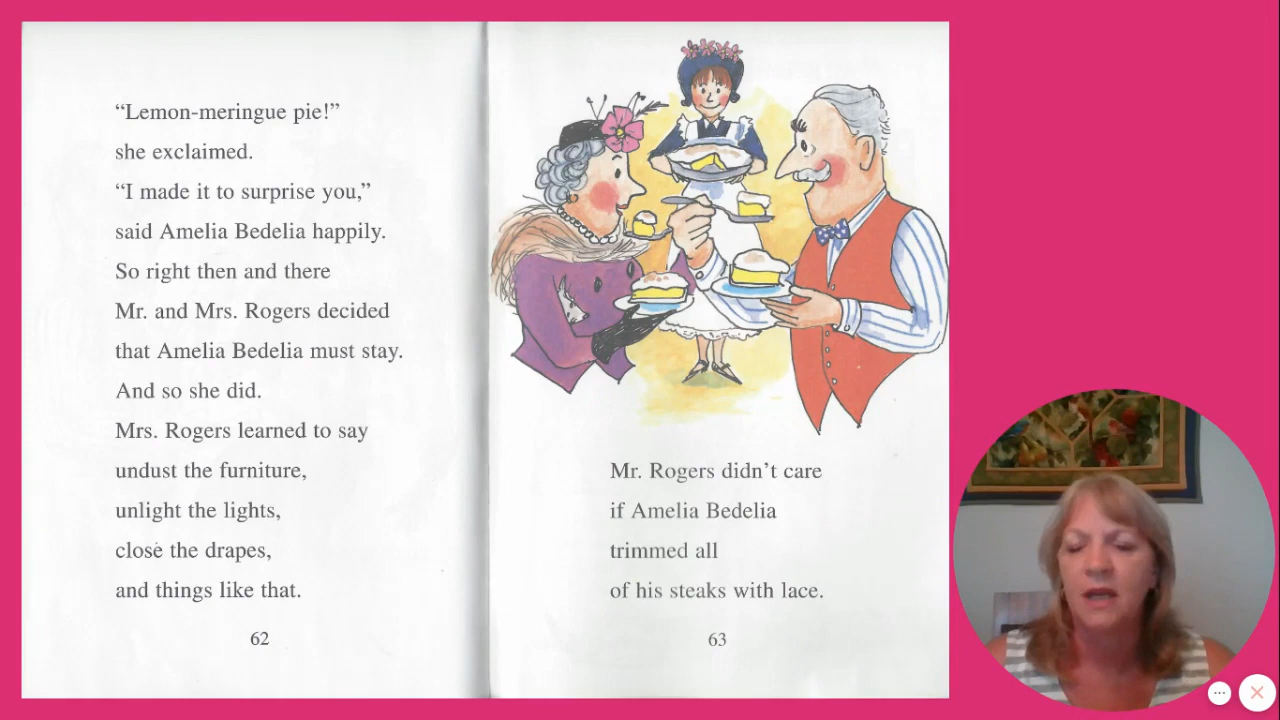 “Lemon-meringue pie!”
she exclaimed.
“I made it to surprise you,”
said Amelia Bedelia happily.
So right then and there
Mr. and Mrs. Rogers decided
that Amelia Bedelia must stay.
And so she did.
Mrs. Rogers learned to say
undust the furniture,
unlight the lights,
close the drapes,
and things like that.
62
Mr. Rogers didn’t care
if Amelia Bedelia
trimmed all
of his steaks with lace.
63